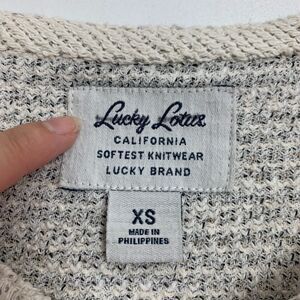 Lucky Lotus
CALIFORNIA
SOFTEST KNITWEAR
LUCKY BRAND
XS
MADE IN
PHILIPPINES